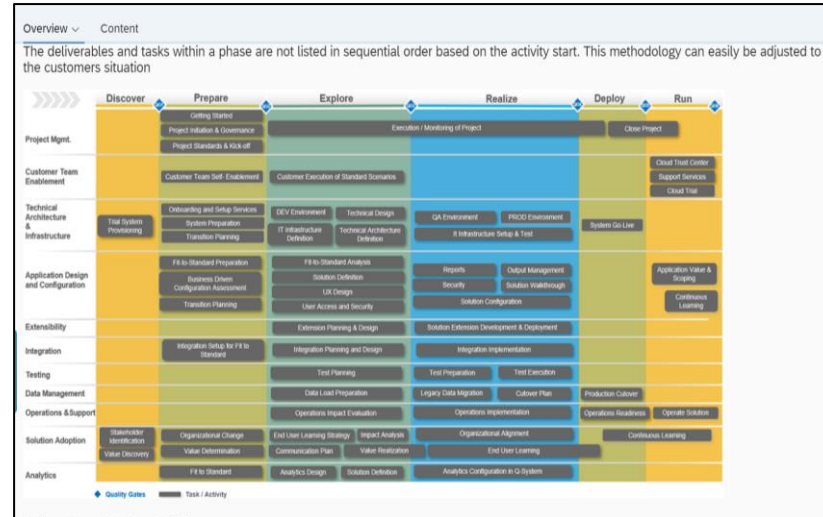 Overview Content
The deliverables and tasks within a phase are not listed in sequential order based on the activity start. This methodology can easily be adjusted to
the customers situation
Discover Prepare Explore Realize Deploy Run
Project Mgmt.
Getting Started
Project Initiation & Governance
Project Standards & Kick-off
Execution / Monitoring of Project
Close Project
Customer Team
Enablement
Customer Team Self- Enablement
Customer Execution of Standard Scenarios
Cloud Trust Center
Support Services
Cloud Trial
Technical
Architecture
&
Infrastructure
Trial System
Provisioning
Onboarding and Setup Services
System Preparation
Transition Planning
DEV Environment
Technical Design
IT Infrastructure
Definition
Technical Architecture
Definition
QA Environment
PROD Environment
It Infrastructure Setup & Test
System Go-Live
Application Design
and Configuration
Fit-to-Standard Preparation
Business Driven
Configuration Assessment
Transition Planning
Fit-to-Standard Analysis
Solution Definition
UX Design
User Access and Security
Reports
Output Management
Security
Solution Walkthrough
Solution Configuration
Application Value &
Scoping
Continuous
Learning
Extensibility
Extension Planning & Design
Solution Extension Development & Deployment
Integration
Integration Setup for Fit to
Standard
Integration Planning and Design
Integration Implementation
Testing
Test Planning
Test Preparation
Test Execution
Data Management
Data Load Preparation
Legacy Data Migration
Cutover Plan
Production Cutover
Operations &Support
Operations Impact Evaluation
Operations Implementation
Operations Readiness
Operate Solution
Solution Adoption
Stakeholder
Identification
Value Discovery
Organizational Change
Value Determination
End User Learning Strategy
Impact Analysis
Communication Plan
Value Realization
Organizational Alignment
End User Learning
Continuous Learning
Analytics
Fit to Standard
Analytics Design
Solution Definition
Analytics Configuration in Q-System
Quality Gates Task / Activity